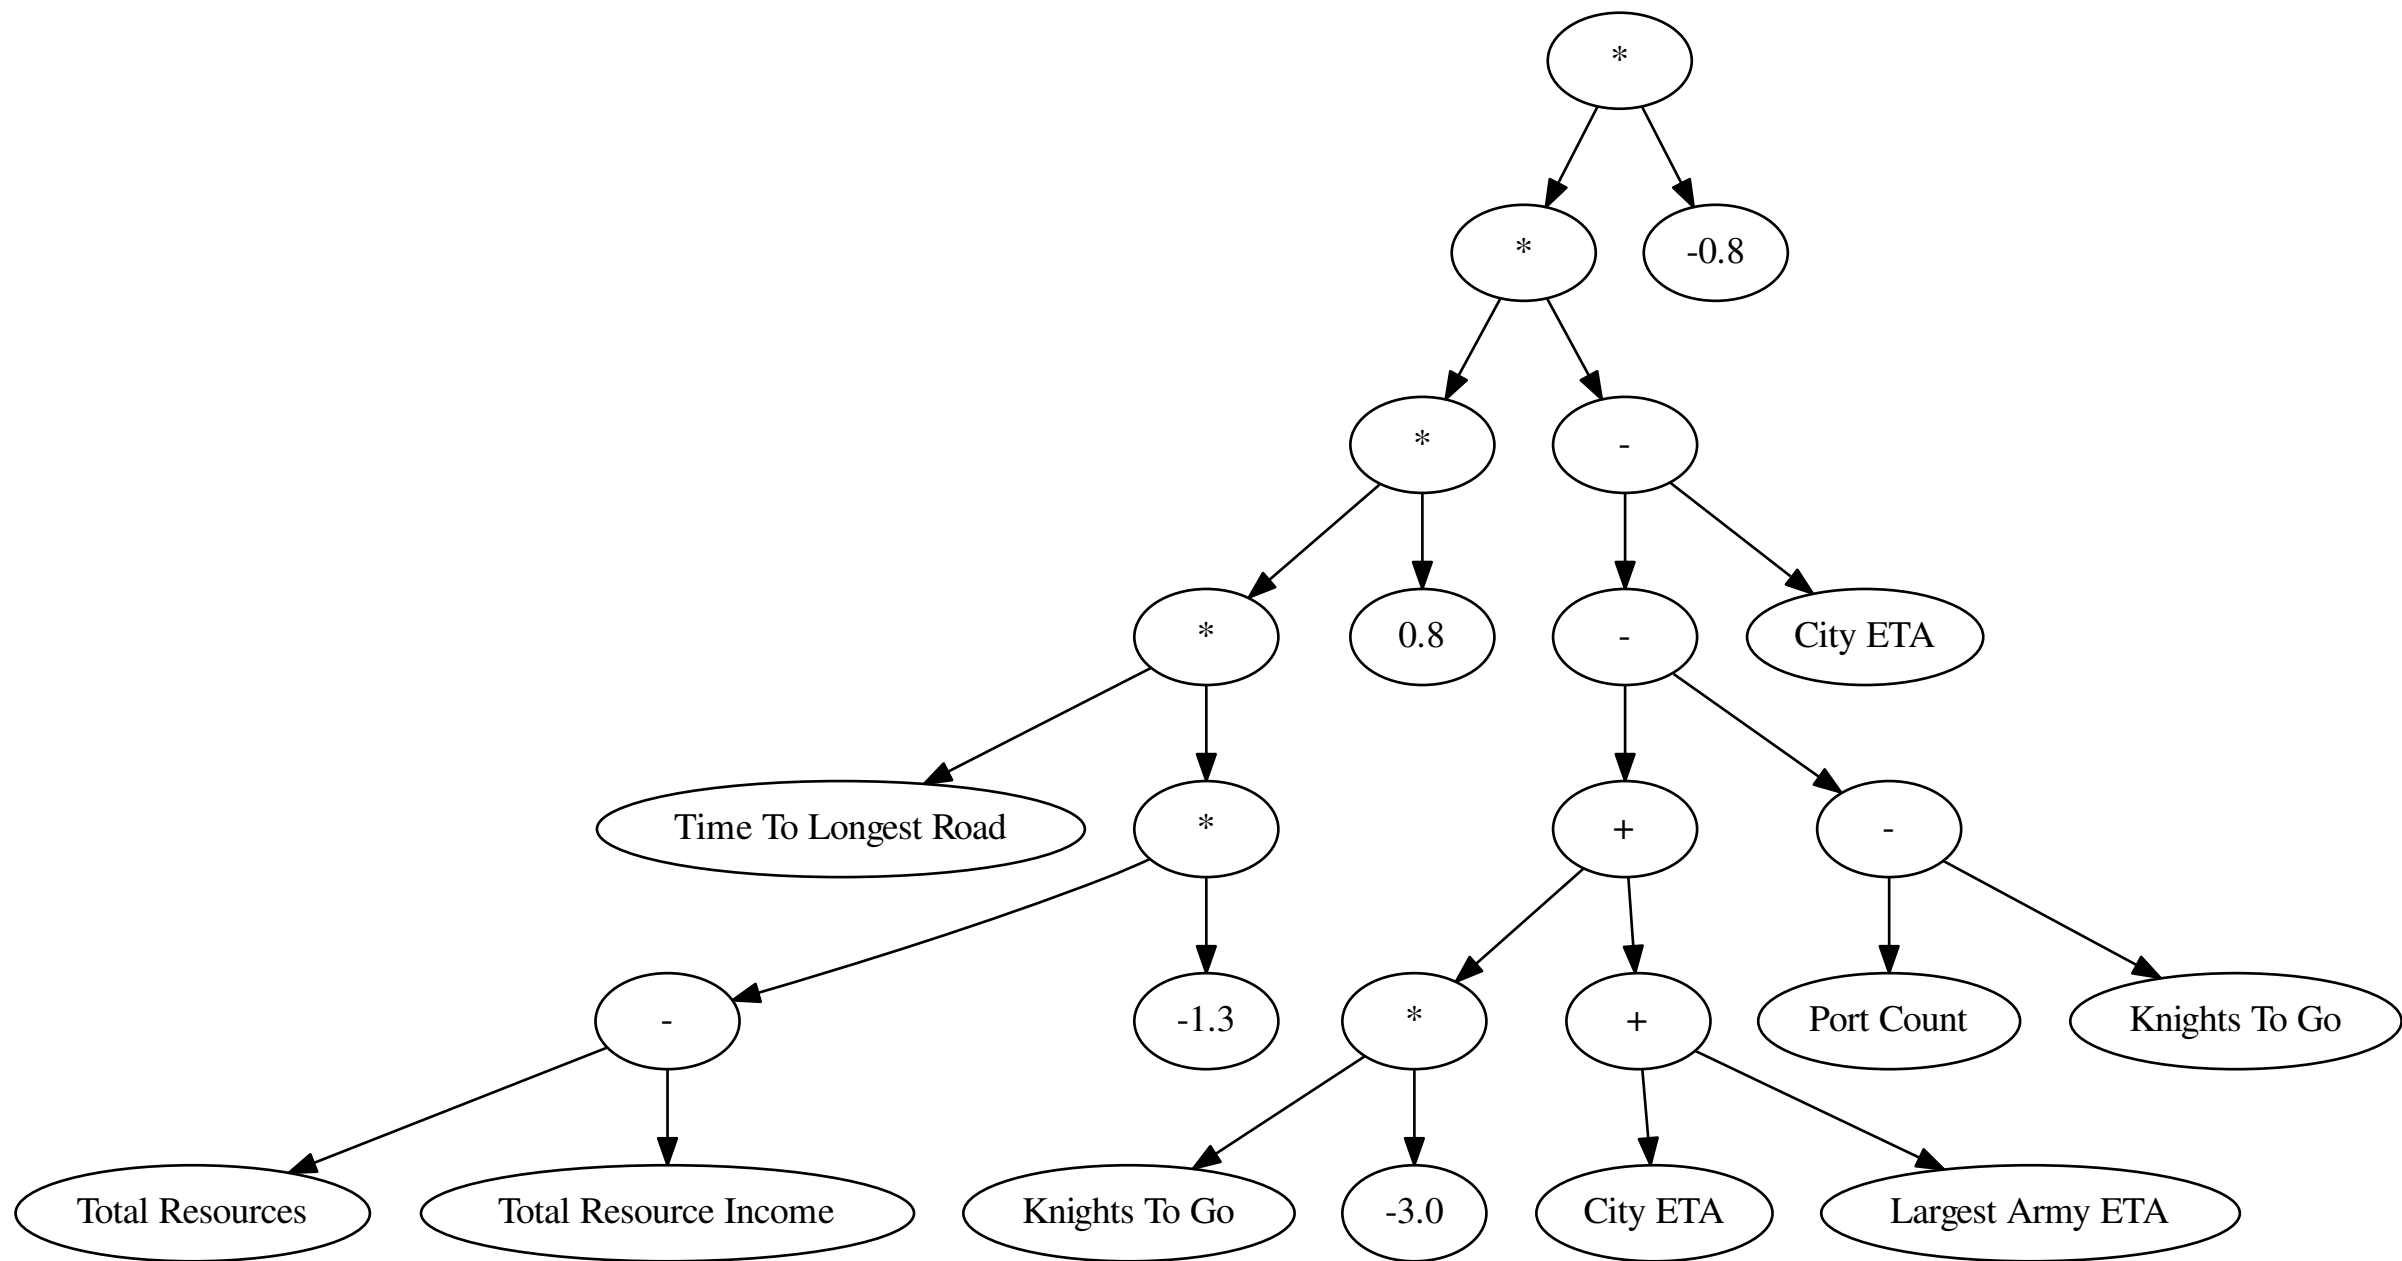 *
*
-0.8
*
-
*
0.8
-
City ETA
Time To Longest Road
*
+
-
-
-1.3
*
+
Port Count
Knights To Go
Total Resources
Total Resource Income
Knights To Go
-3.0
City ETA
Largest Army ETA